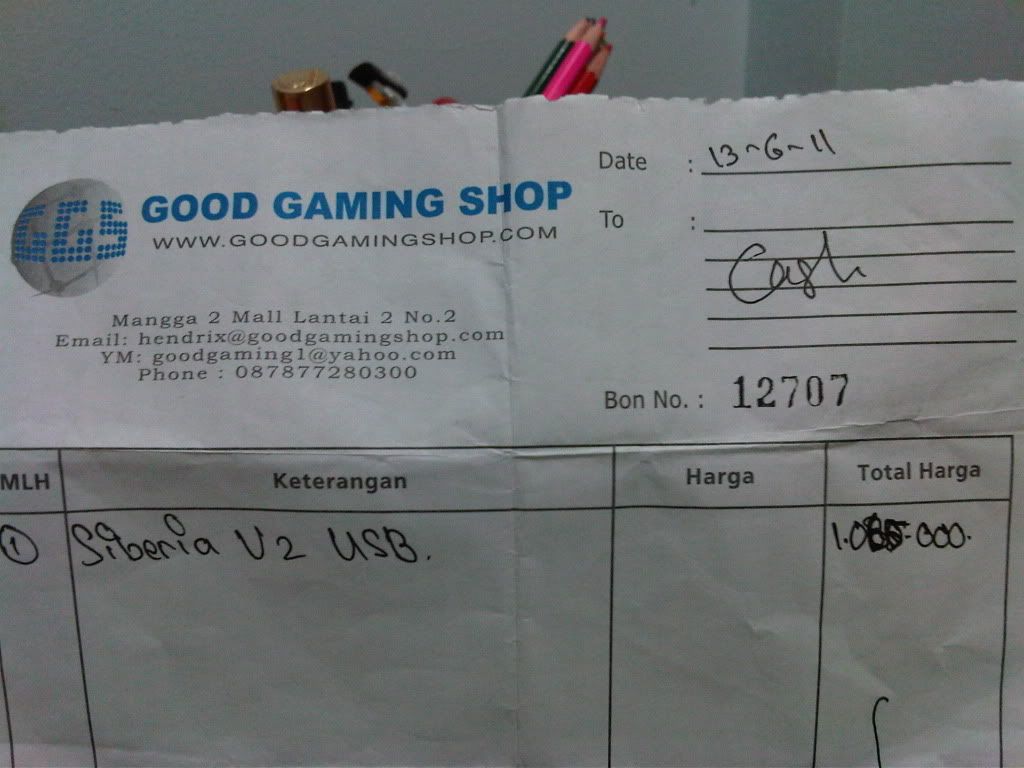 GGS
GOOD GAMING SHOP
WWW.GOODGAMINGSHOP.COM
Mangga 2 Mall Lantai 2 No.2
Email: hendrix@goodgamingshop.com
YM: goodgaming1@yahoo.com
Phone : 087877280300
Date : 13-6-11
To :
Cash
Bon No. : 12707
MLH Keterangan Harga Total Harga
1 Siberia V2 USB.